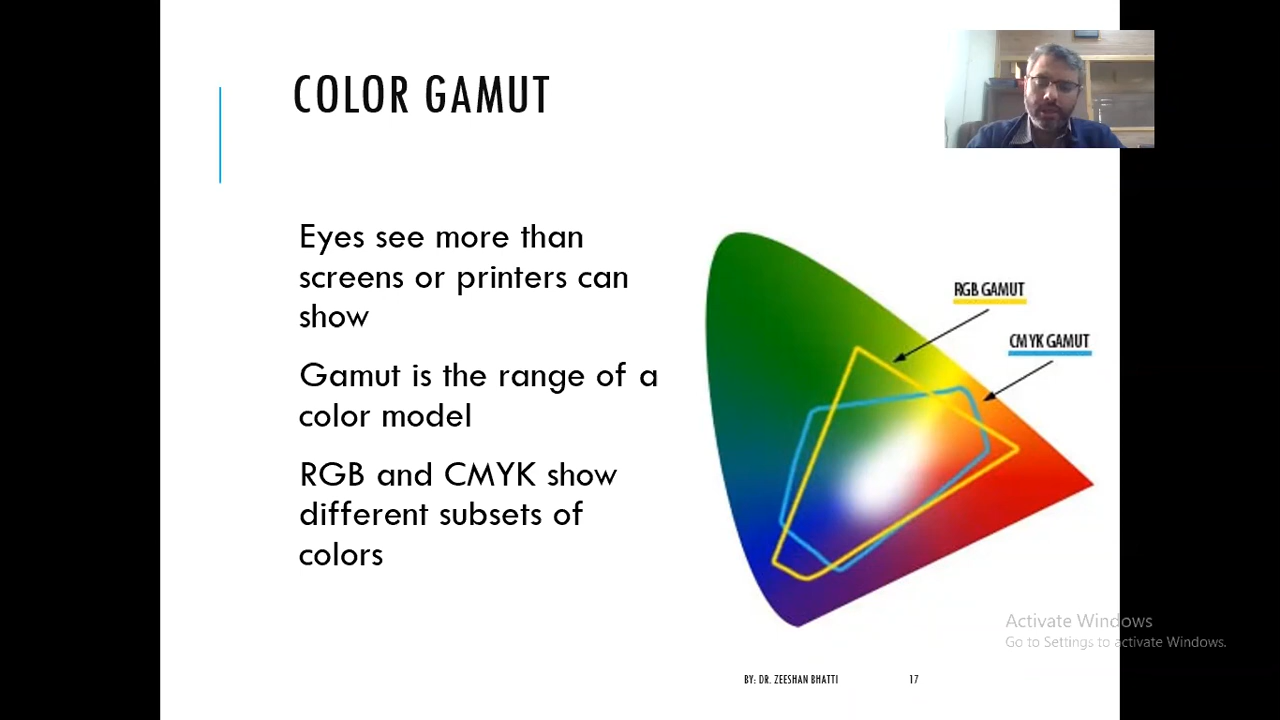 COLOR GAMUT
Eyes see more than
screens or printers can
show
Gamut is the range of a
color model
RGB and CMYK show
different subsets of
colors
RGB GAMUT
CMYK GAMUT
Activate Windows
Go to Settings to activate Windows.
BY: DR. ZEESHAN BHATTI
17